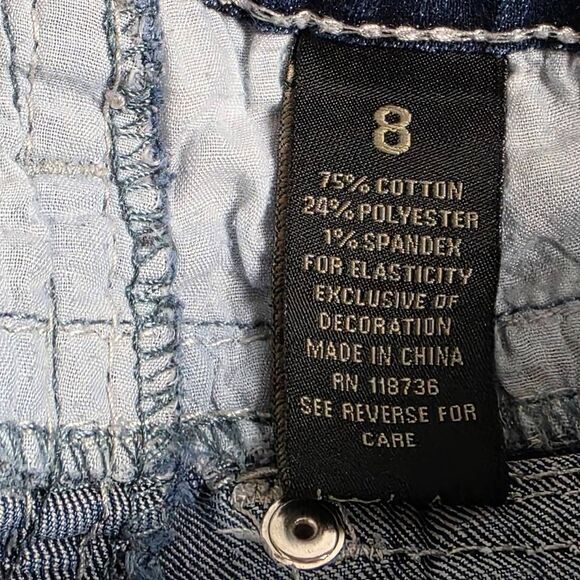 8
75% COTTON
24% POLYESTER
1% SPANDEX
FOR ELASTICITY
EXCLUSIVE OF
DECORATION
MADE IN CHINA
RN 118736
SEE REVERSE FOR
CARE